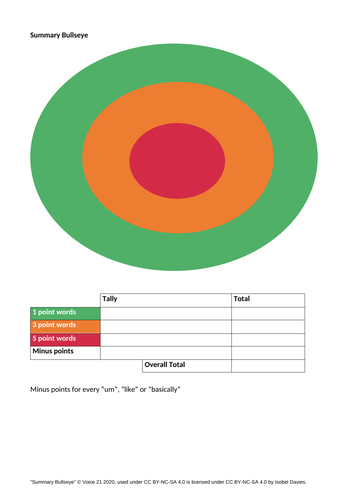 Summary Bullseye
Tally Total
1 point words
3 point words
5 point words
Minus points
Overall Total
Minus points for every "um", "like" or "basically"
"Summary Bullseye" © Voice 21 2020, used under CC BY-NC-SA 4.0 is licensed under CC BY-NC-SA 4.0 by Isobel Davies.